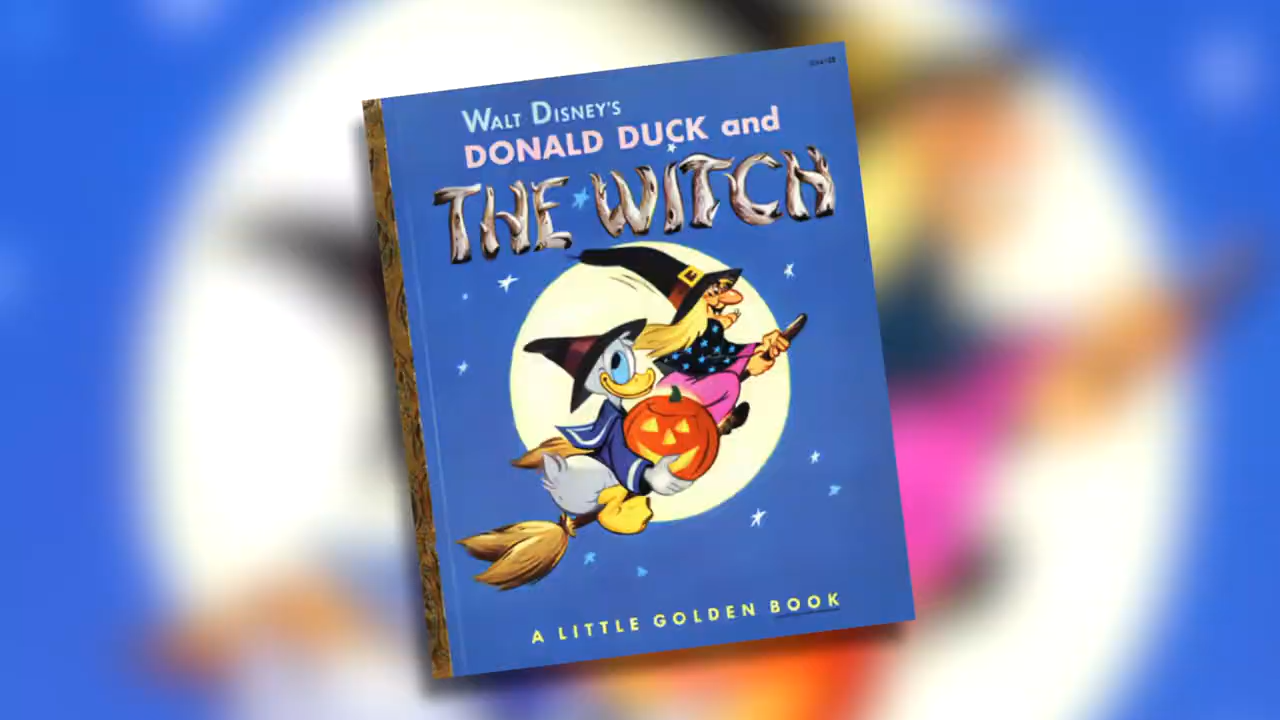 WALT DISNEY'S
DONALD DUCK and
THE WITCH
A LITTLE GOLDEN BOOK